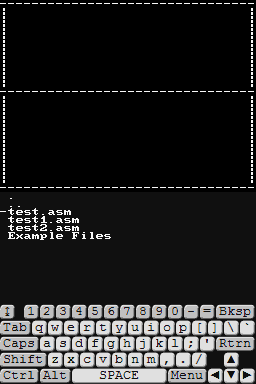 .
..
test.asm
test1.asm
test2.asm
Example Files
1 2 3 4 5 6 7 8 9 0 - = Bksp
Tab q w e r t y u i o p [ ] \ `
Caps a s d f g h j k l ; ' Rtrn
Shift z x c v b n m , . /
Ctrl Alt SPACE Menu